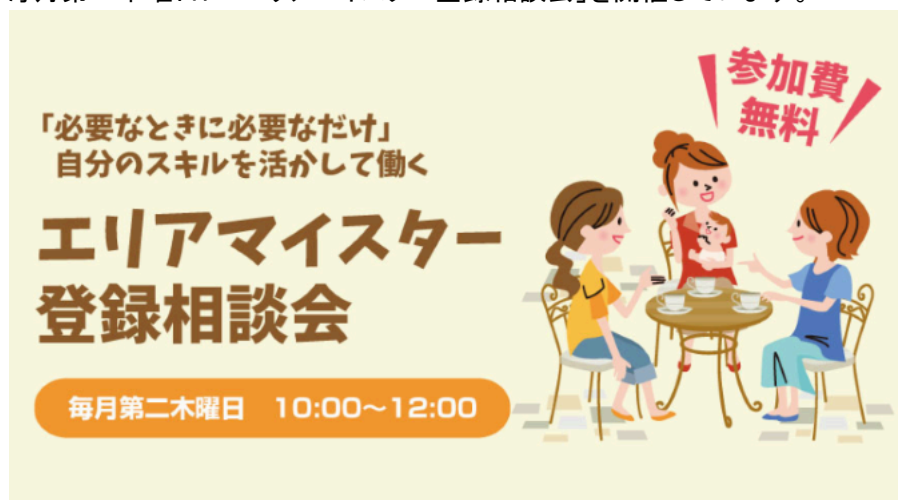 「必要なときに必要なだけ」
自分のスキルを活かして働く
エリアマイスター
登録相談会
毎月第二木曜日 10:00〜12:00
参加費
無料